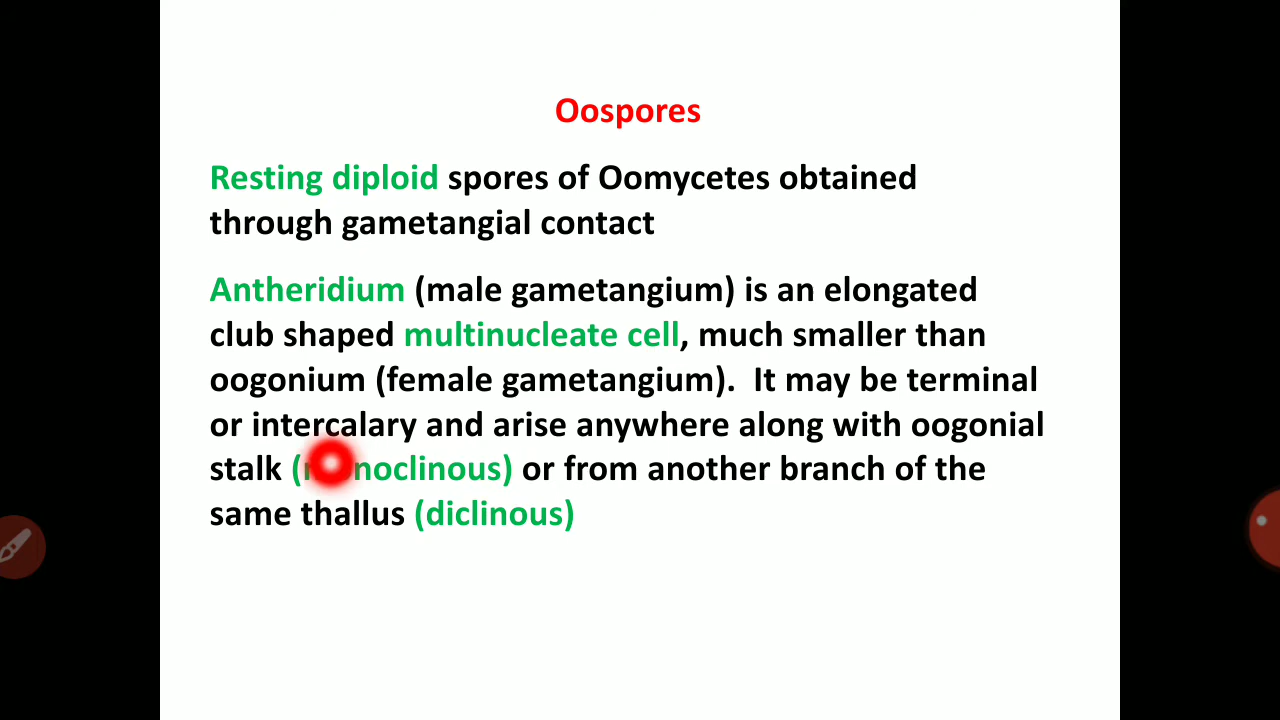 Oospores
Resting diploid spores of Oomycetes obtained
through gametangial contact
Antheridium (male gametangium) is an elongated
club shaped multinucleate cell, much smaller than
oogonium (female gametangium).  It may be terminal
or intercalary and arise anywhere along with oogonial
stalk (monoclinous) or from another branch of the
same thallus (diclinous)